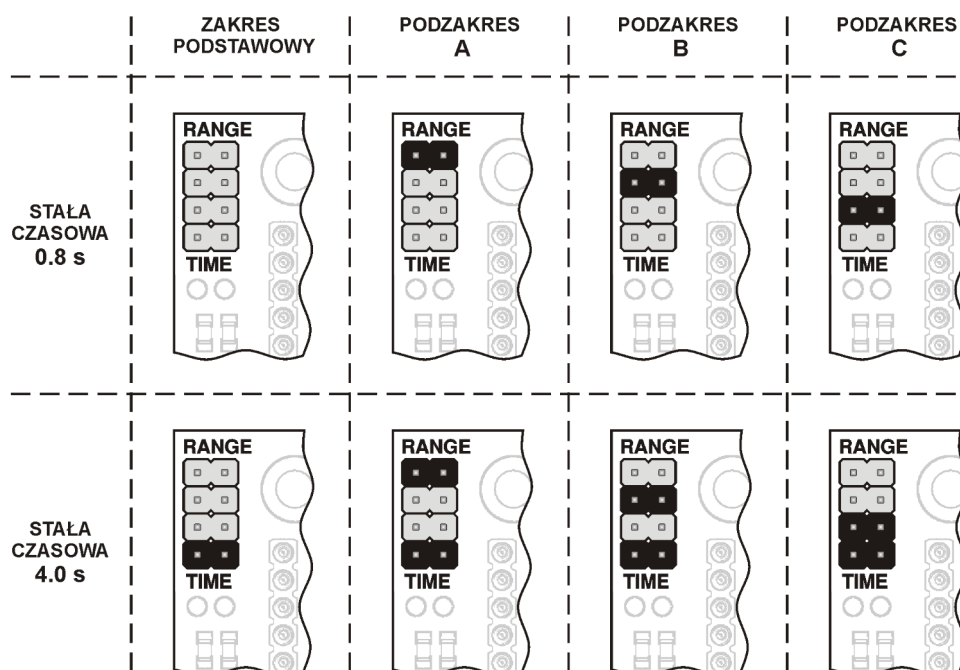 ZAKRES
PODSTAWOWY
PODZAKRES
A
PODZAKRES
B
PODZAKRES
C
STAŁA
CZASOWA
0.8 s
RANGE
TIME
RANGE
TIME
RANGE
TIME
RANGE
TIME
STAŁA
CZASOWA
4.0 s
RANGE
TIME
RANGE
TIME
RANGE
TIME
RANGE
TIME